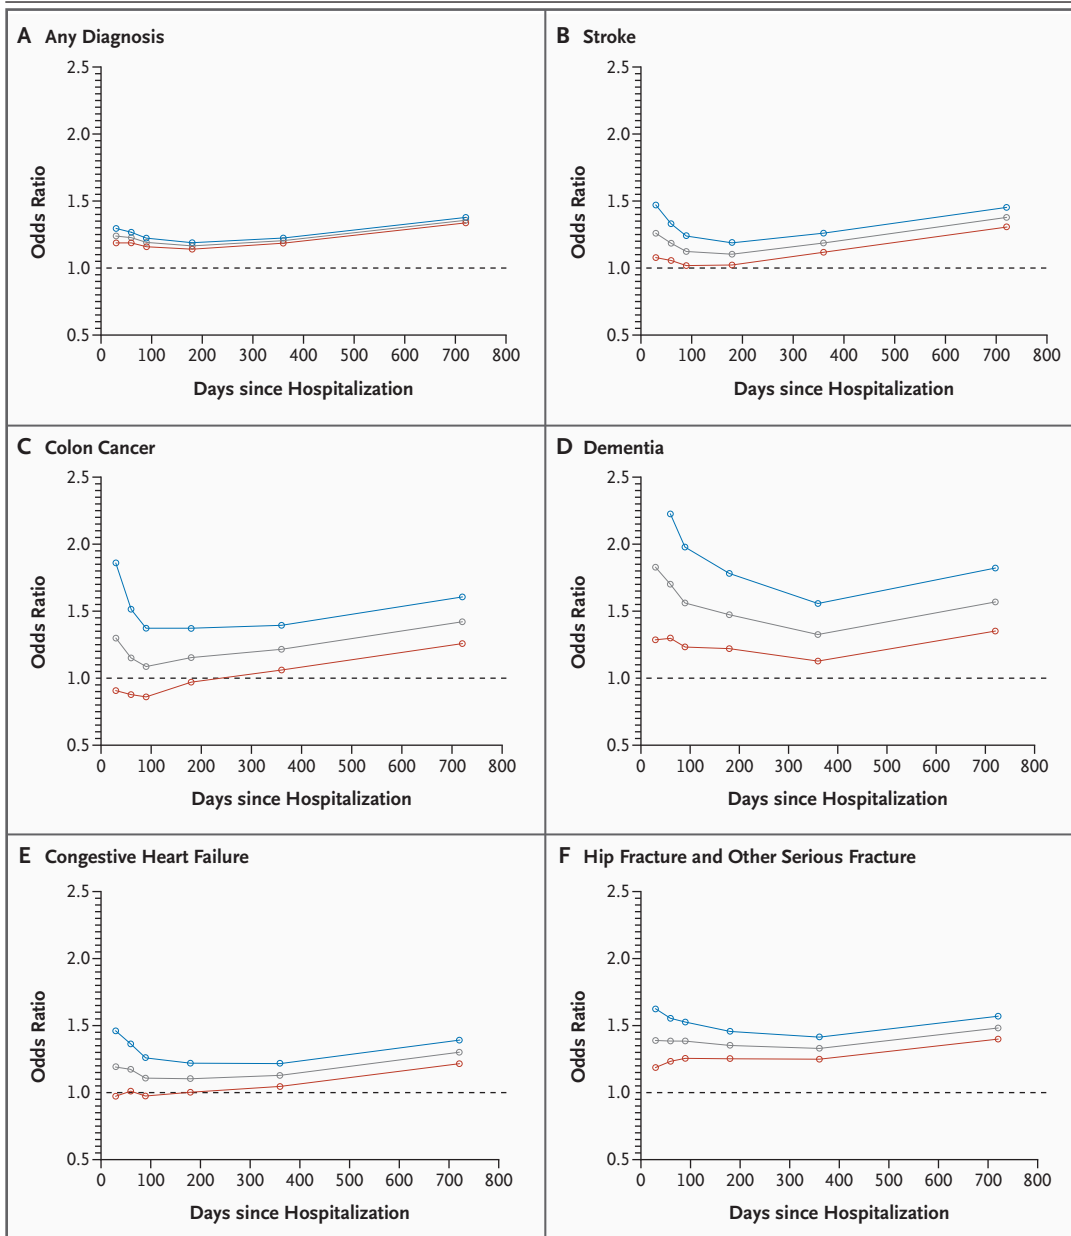 A Any Diagnosis
2.5
2.0
1.5
1.0
0.5
Odds Ratio
0 100 200 300 400 500 600 700 800
Days since Hospitalization
B Stroke
2.5
2.0
1.5
1.0
0.5
Odds Ratio
0 100 200 300 400 500 600 700 800
Days since Hospitalization
C Colon Cancer
2.5
2.0
1.5
1.0
0.5
Odds Ratio
0 100 200 300 400 500 600 700 800
Days since Hospitalization
D Dementia
2.5
2.0
1.5
1.0
0.5
Odds Ratio
0 100 200 300 400 500 600 700 800
Days since Hospitalization
E Congestive Heart Failure
2.5
2.0
1.5
1.0
0.5
Odds Ratio
0 100 200 300 400 500 600 700 800
Days since Hospitalization
F Hip Fracture and Other Serious Fracture
2.5
2.0
1.5
1.0
0.5
Odds Ratio
0 100 200 300 400 500 600 700 800
Days since Hospitalization